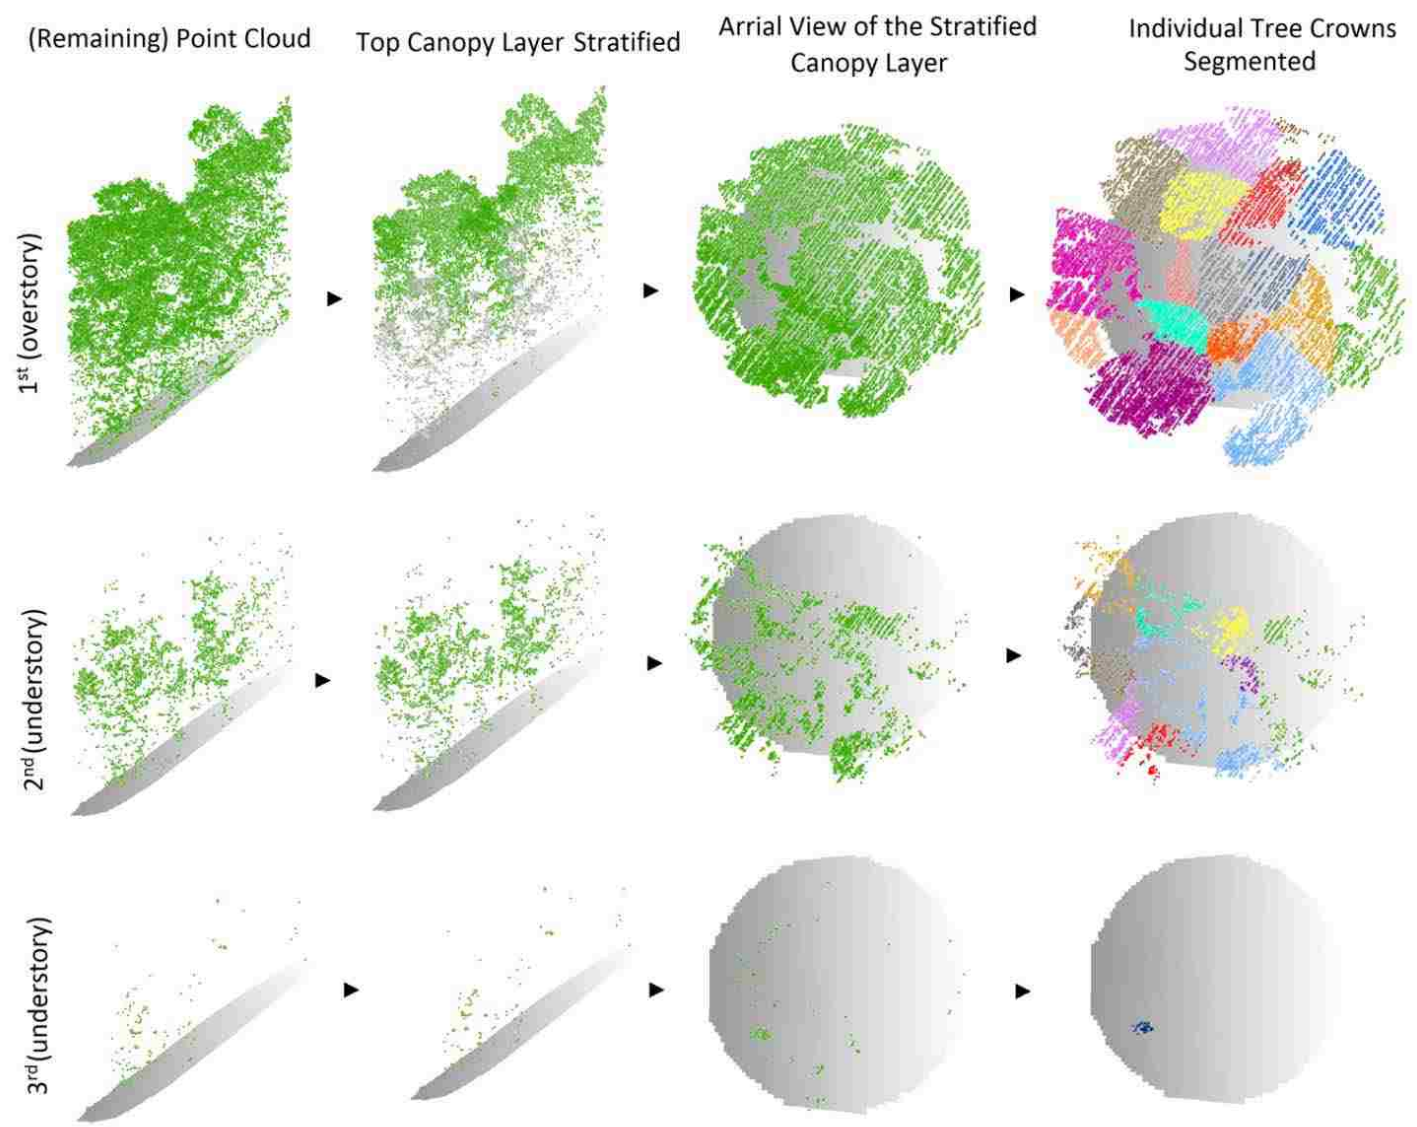 (Remaining) Point Cloud
Top Canopy Layer Stratified
Arrial View of the Stratified
Canopy Layer
Individual Tree Crowns
Segmented
1st (overstory)
2nd (understory)
3rd (understory)